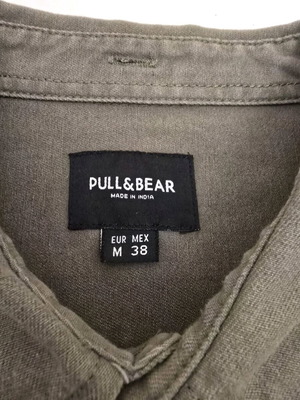 PULL&BEAR
MADE IN INDIA
EUR MEX
M 38